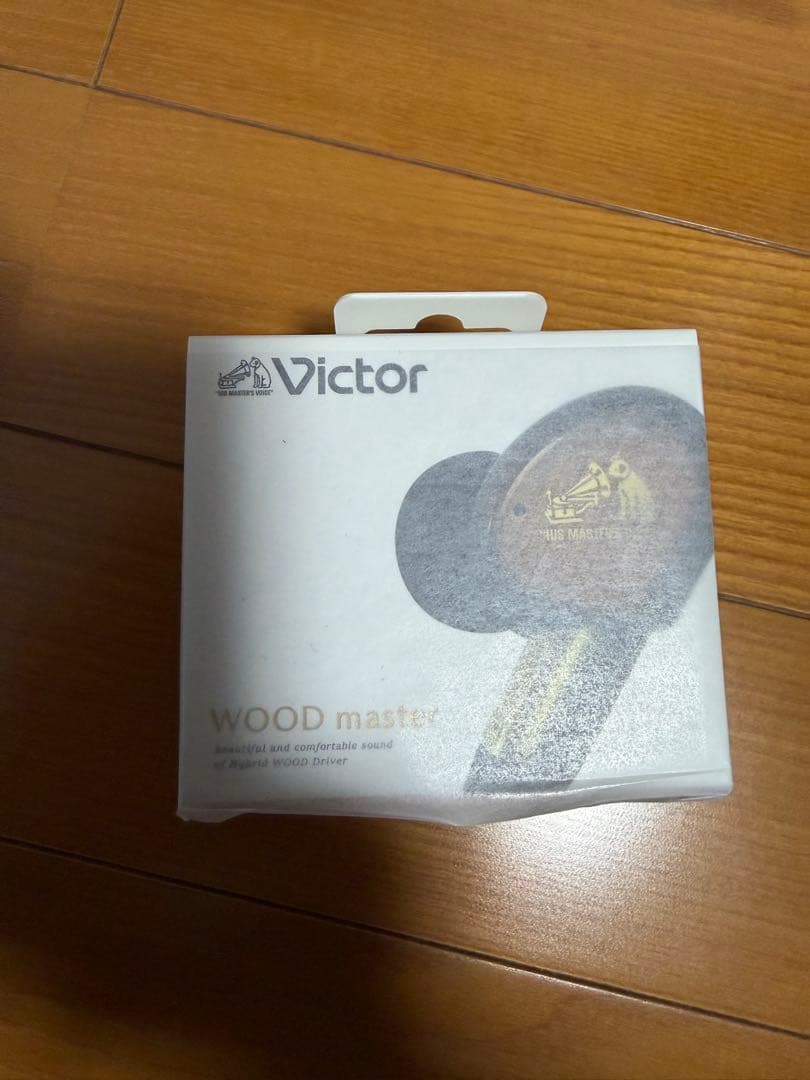 Victor
"HIS MASTER'S VOICE"
"HIS MASTER'S
WOOD master
Beautiful and comfortable sound
of Hybrid WOOD Driver